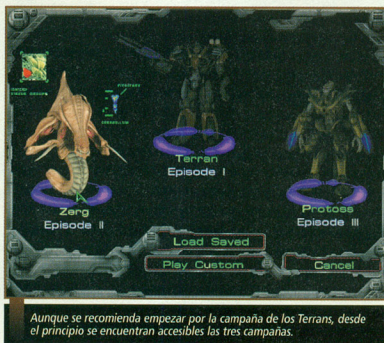 Terran
Episode I
Zerg
Episode II
Protoss
Episode III
Load Saved
Play Custom
Cancel
Aunque se recomienda empezar por la campaña de los Terrans, desde
el principio se encuentran accesibles las tres campañas.